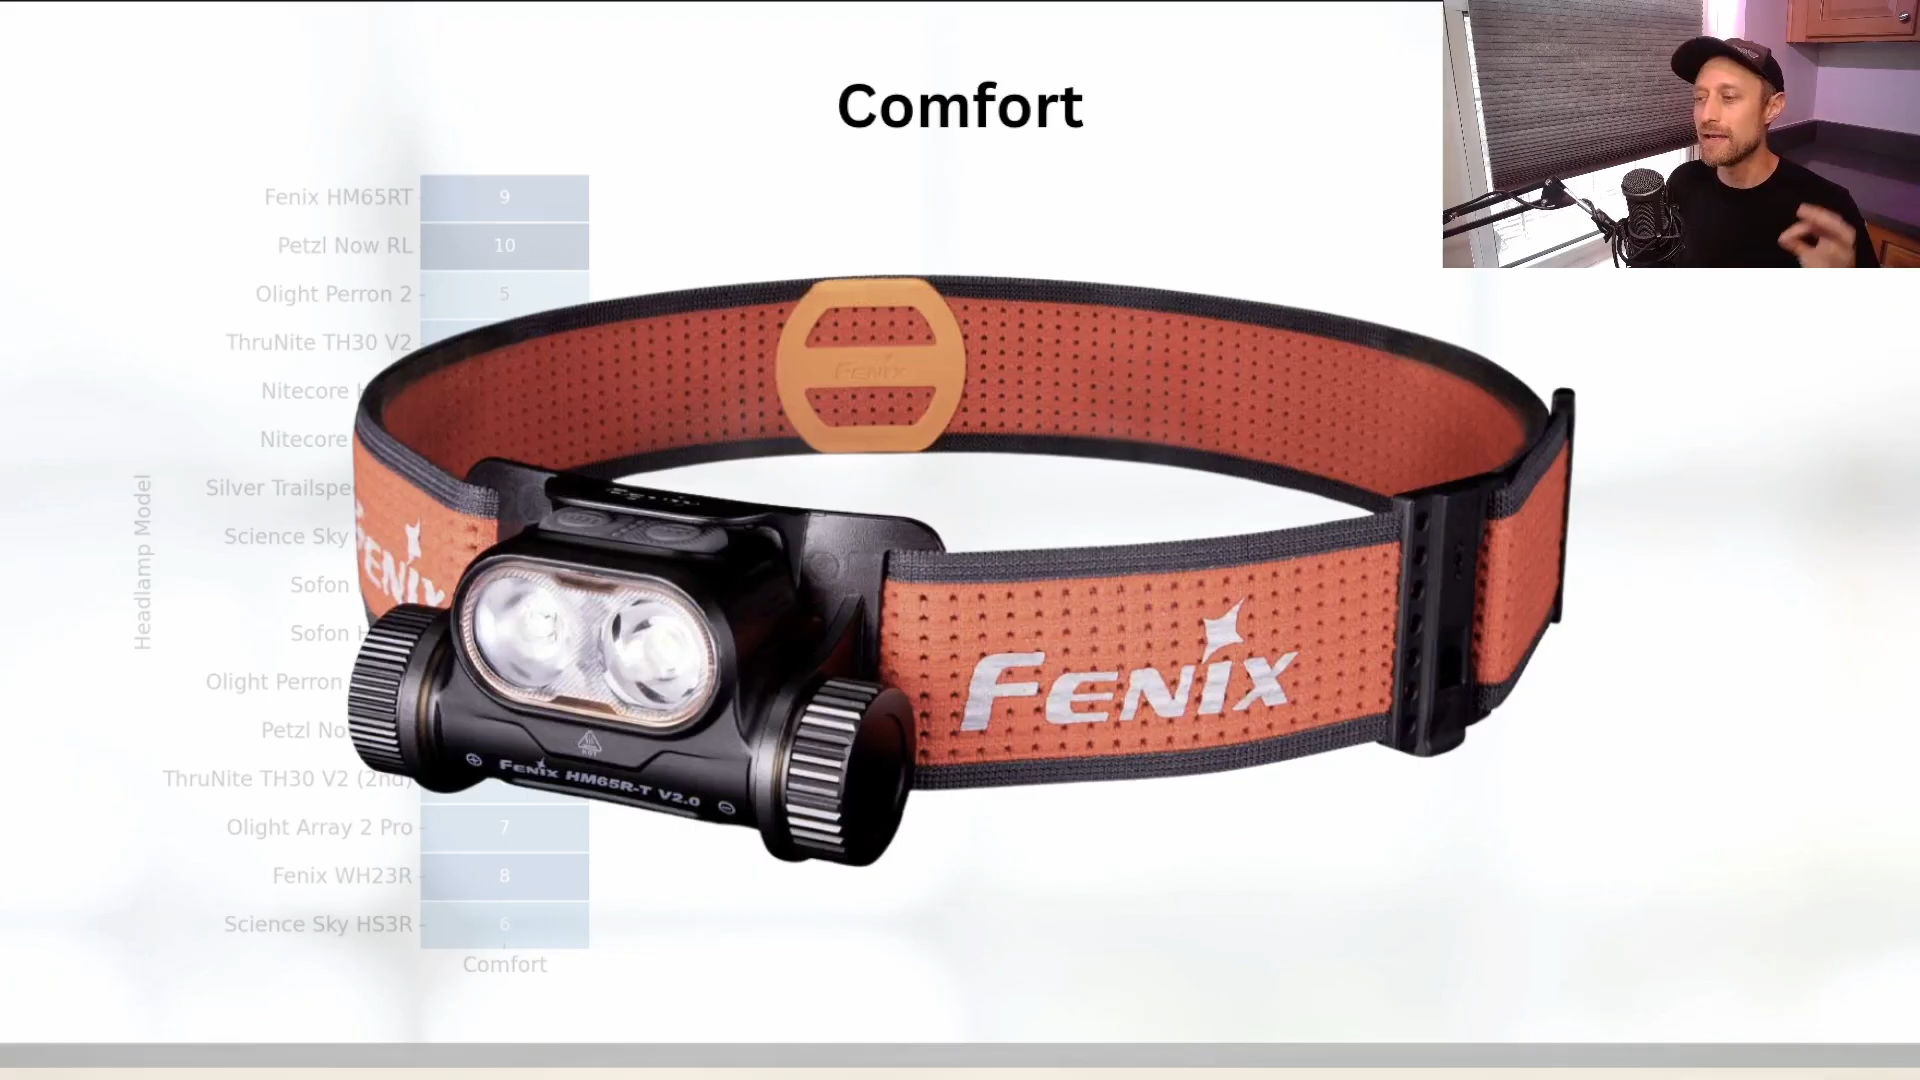 Comfort
Fenix HM65RT
9
Petzl Now RL
10
Olight Perron 2
5
ThruNite TH30 V2
Nitecore
Nitecore
Silver
Science Sky
Sofon
Sofon
Olight Perron
Petzl
ThruNite TH30 V2 (2nd)
Olight Array 2 Pro
7
Fenix WH23R
8
Science Sky HS3R
6
Comfort
Headlamp Model
FENIX
FENIX
FENIX
HOT
FENIX HM65R-T V2.0